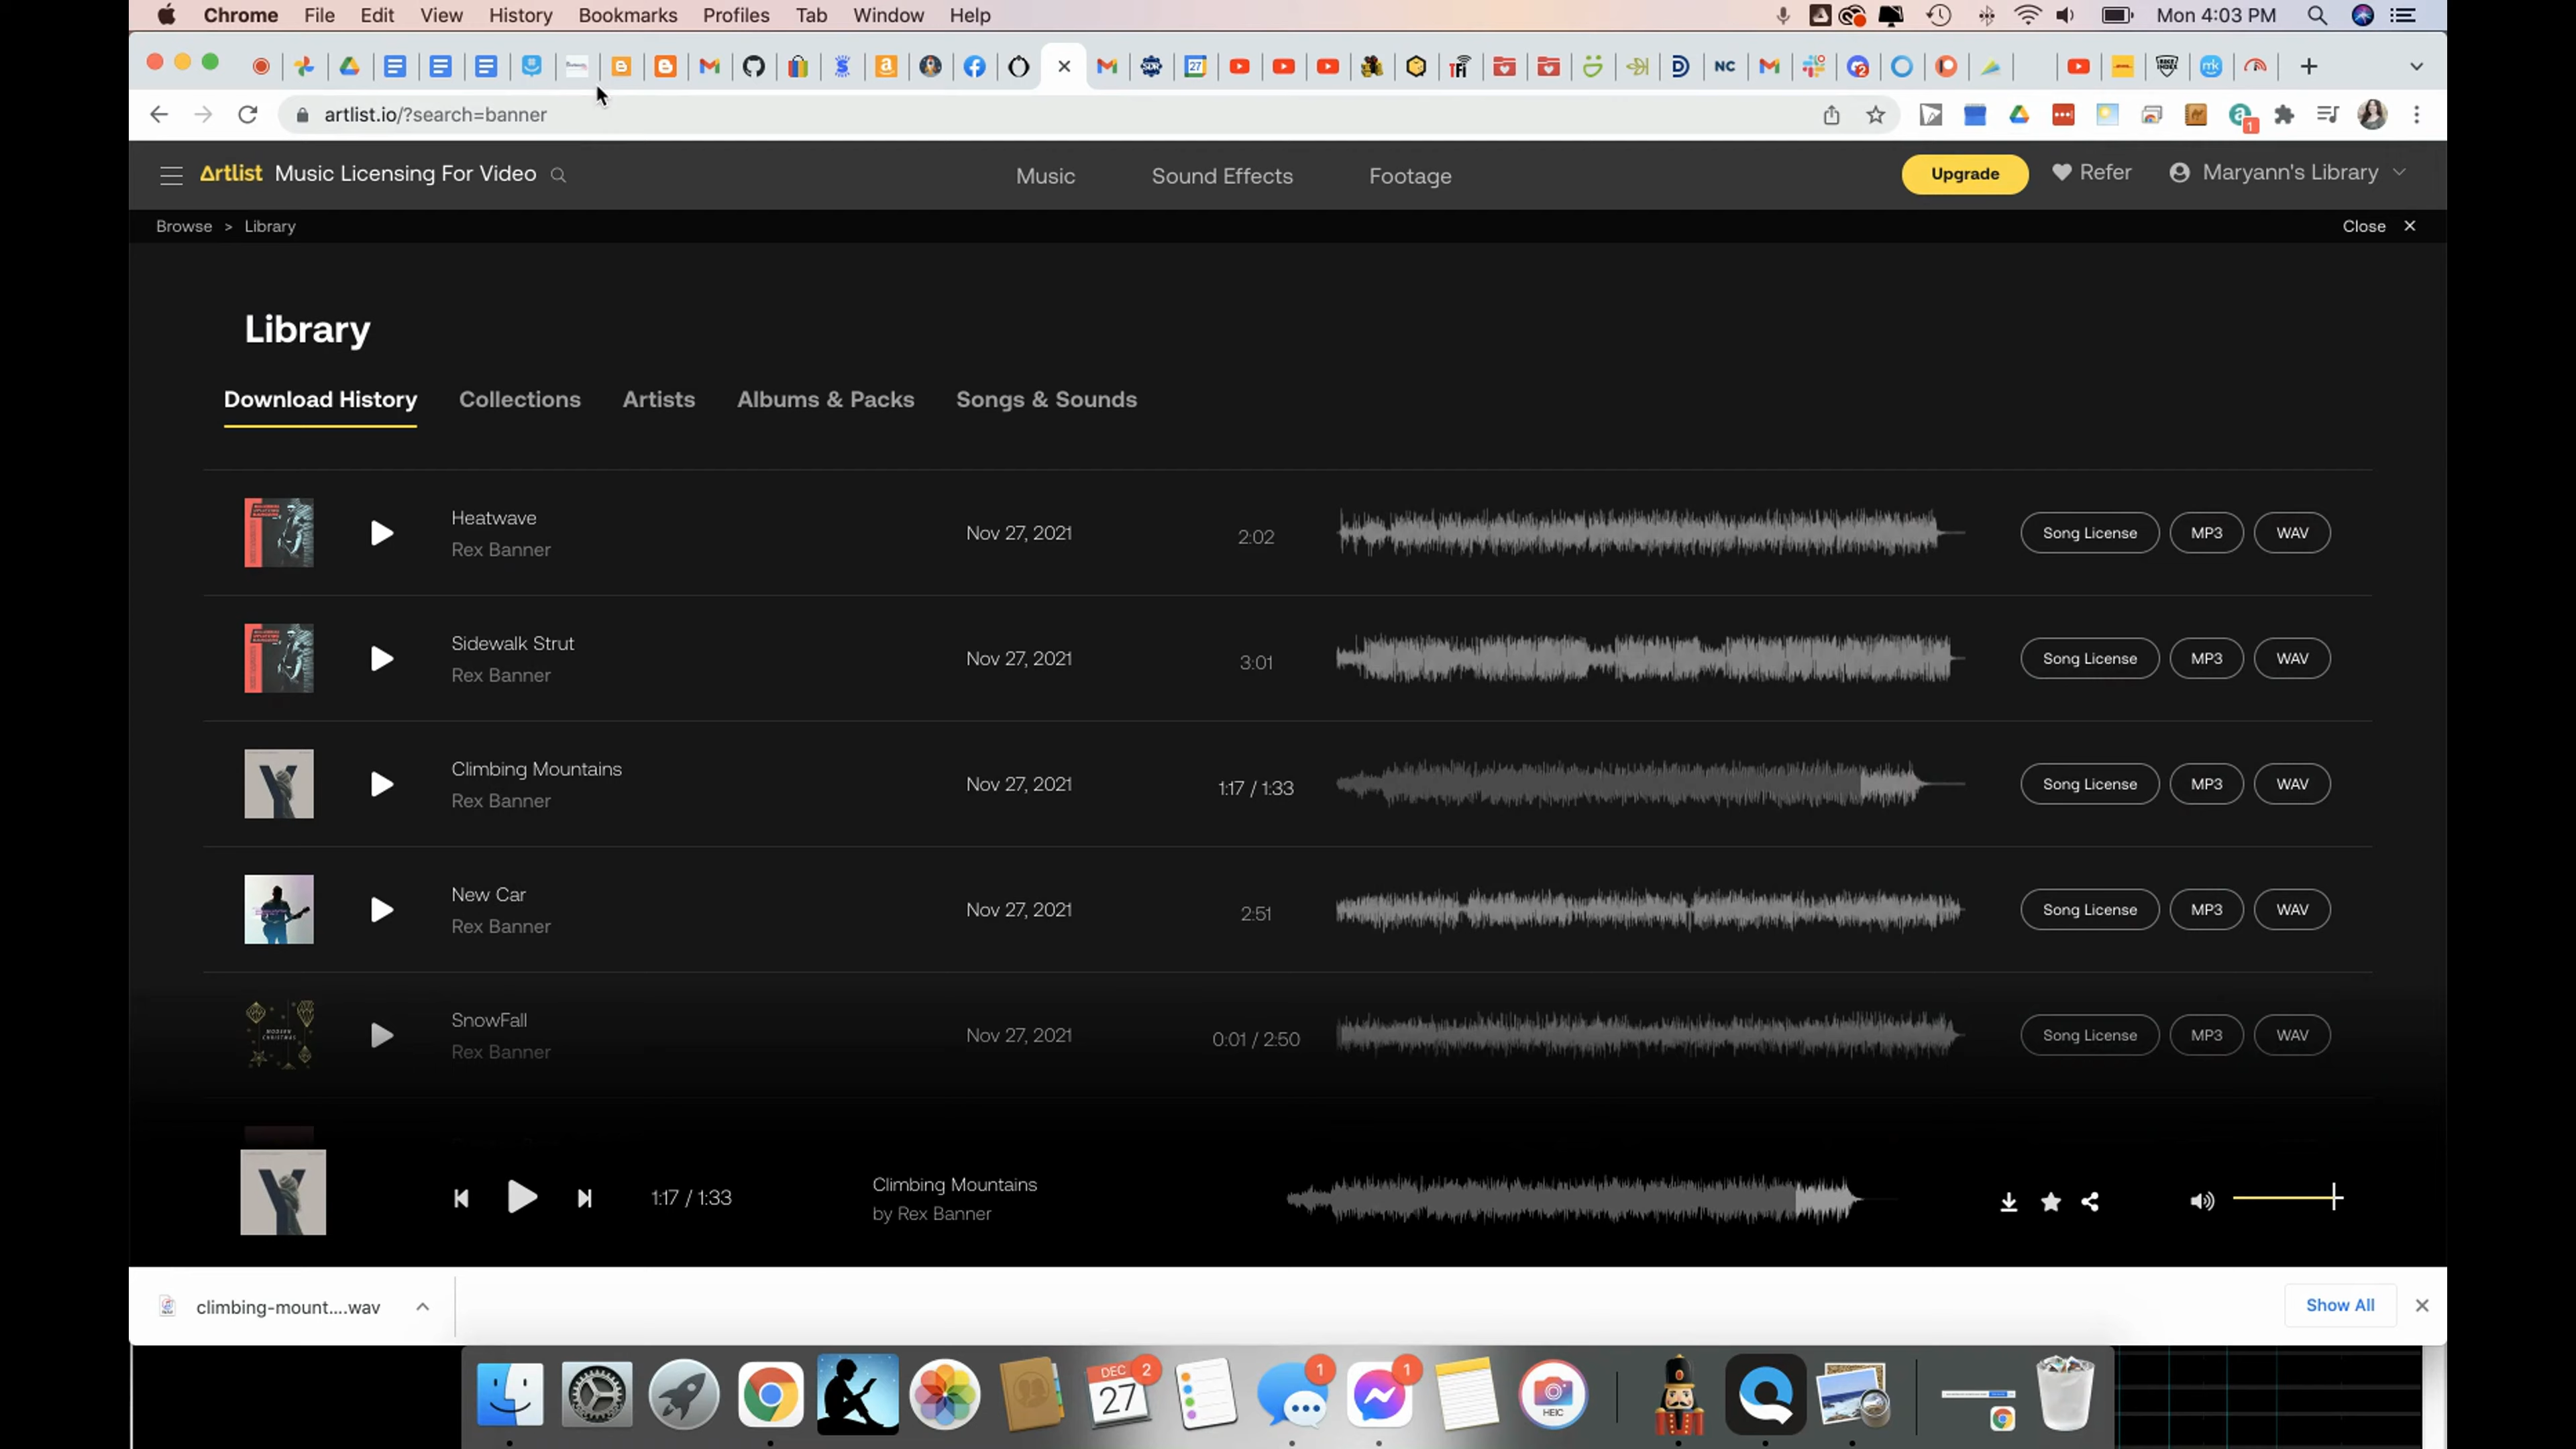 Chrome File Edit View History Bookmarks Profiles Tab Window Help Mon 4:03 PM
artlist.io/?search=banner
Artlist Music Licensing For Video Music Sound Effects Footage Upgrade Refer Maryann's Library
Browse > Library Close
Library
Download History Collections Artists Albums & Packs Songs & Sounds
Heatwave
Rex Banner
Nov 27, 2021 2:02 Song License MP3 WAV
Sidewalk Strut
Rex Banner
Nov 27, 2021 3:01 Song License MP3 WAV
Climbing Mountains
Rex Banner
Nov 27, 2021 1:17 / 1:33 Song License MP3 WAV
New Car
Rex Banner
Nov 27, 2021 2:51 Song License MP3 WAV
SnowFall
Rex Banner
Nov 27, 2021 0:01 / 2:50 Song License MP3 WAV
MODERN
CHRISTMAS
1:17 / 1:33
Climbing Mountains
by Rex Banner
climbing-mount....wav Show All
DEC
27
2
1
1
HEIC